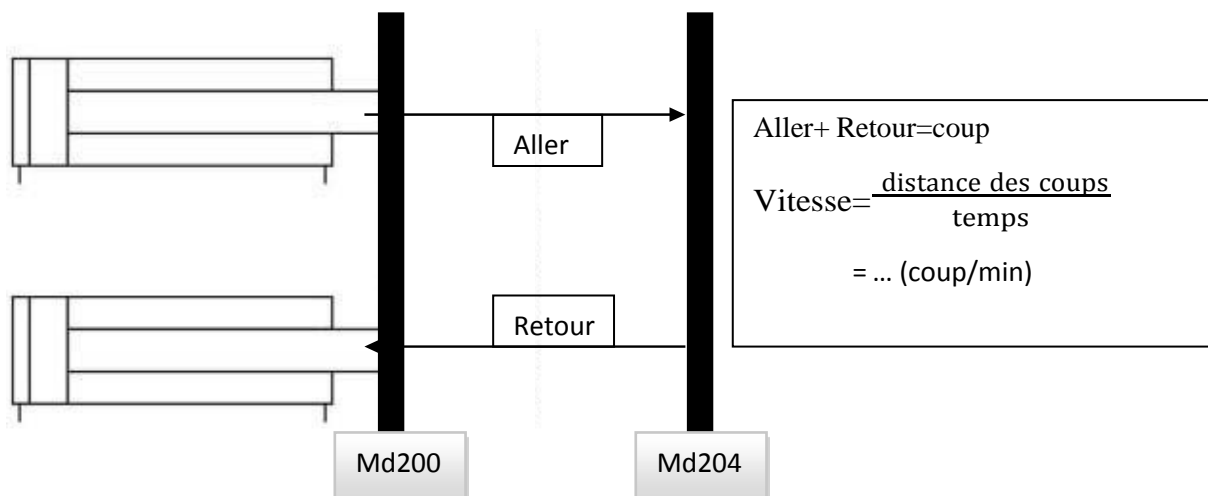 Aller
Aller+ Retour=coup
Vitesse= distance des coups
temps
= ... (coup/min)
Retour
Md200
Md204